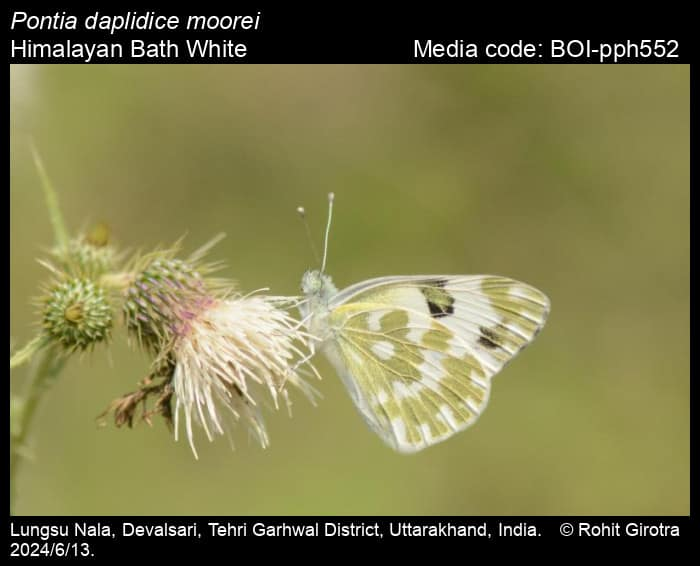 Pontia daplidice moorei
Himalayan Bath White Media code: BOI-pph552
Lungsu Nala, Devalsari, Tehri Garhwal District, Uttarakhand, India. © Rohit Girotra
2024/6/13.